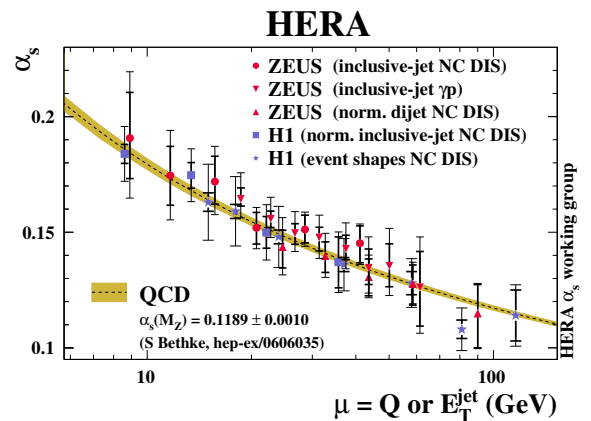 HERA
αs
ZEUS (inclusive-jet NC DIS)
ZEUS (inclusive-jet γp)
ZEUS (norm. dijet NC DIS)
H1 (norm. inclusive-jet NC DIS)
H1 (event shapes NC DIS)
0.2
0.15
0.1
QCD
αs(MZ) = 0.1189 ± 0.0010
(S Bethke, hep-ex/0606035)
HERA αs working group
10
100
μ = Q or E_T^jet (GeV)